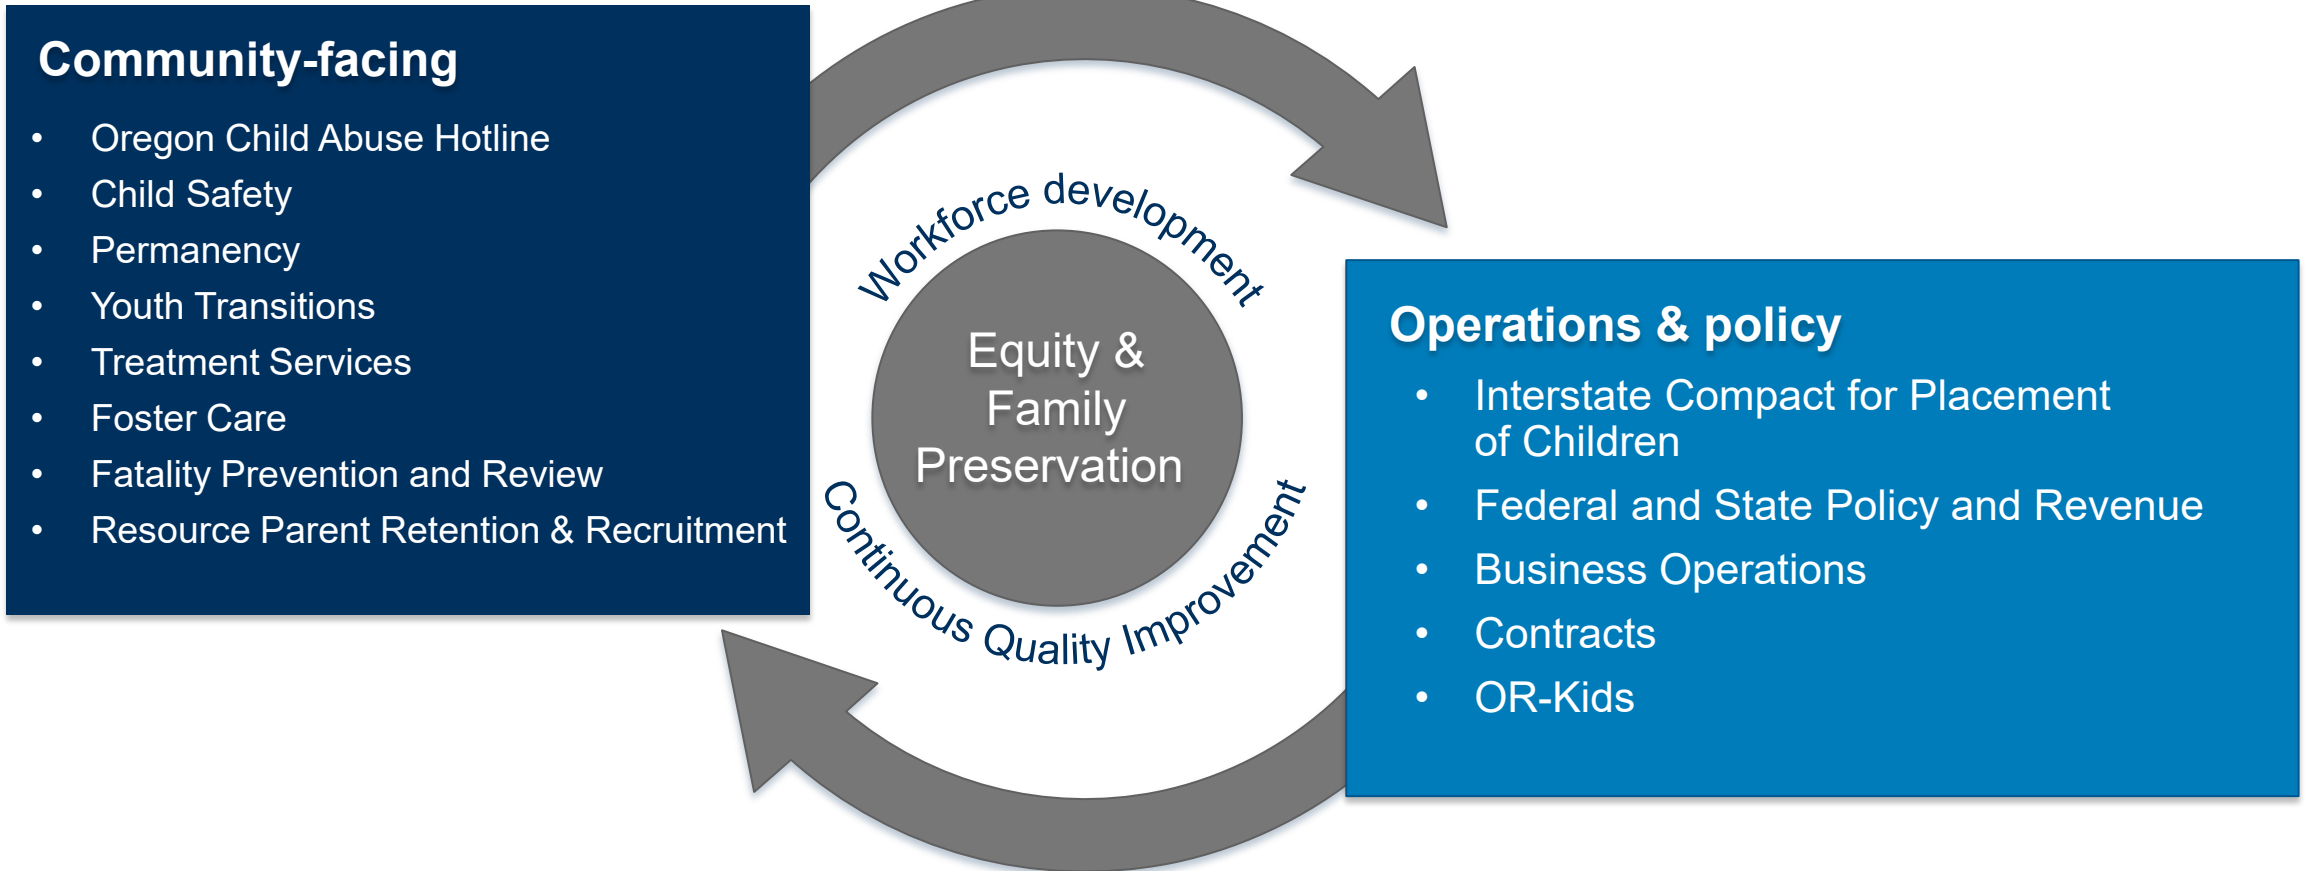 Community-facing
• Oregon Child Abuse Hotline
• Child Safety
• Permanency
• Youth Transitions
• Treatment Services
• Foster Care
• Fatality Prevention and Review
• Resource Parent Retention & Recruitment
Workforce development
Equity &
Family
Preservation
Continuous Quality Improvement
Operations & policy
• Interstate Compact for Placement
of Children
• Federal and State Policy and Revenue
• Business Operations
• Contracts
• OR-Kids